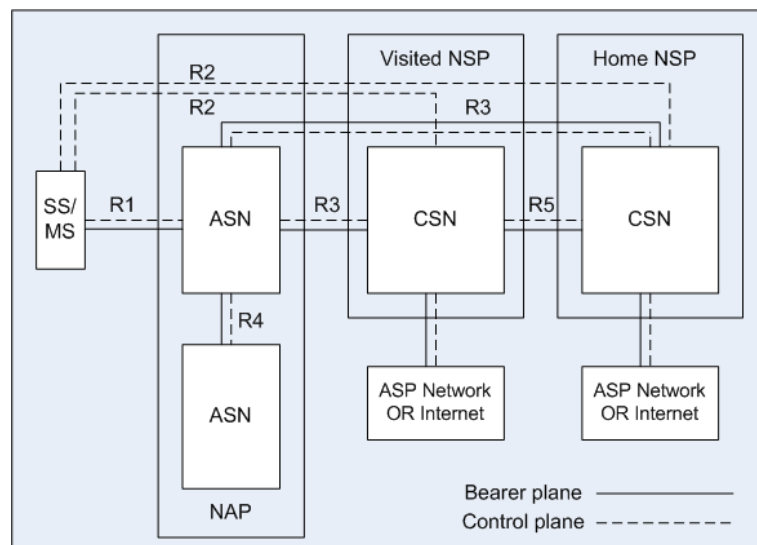 Visited NSP
Home NSP
R2
R2
R3
SS/
MS
R1
ASN
R3
CSN
R5
CSN
R4
ASN
ASP Network
OR Internet
ASP Network
OR Internet
NAP
Bearer plane
Control plane